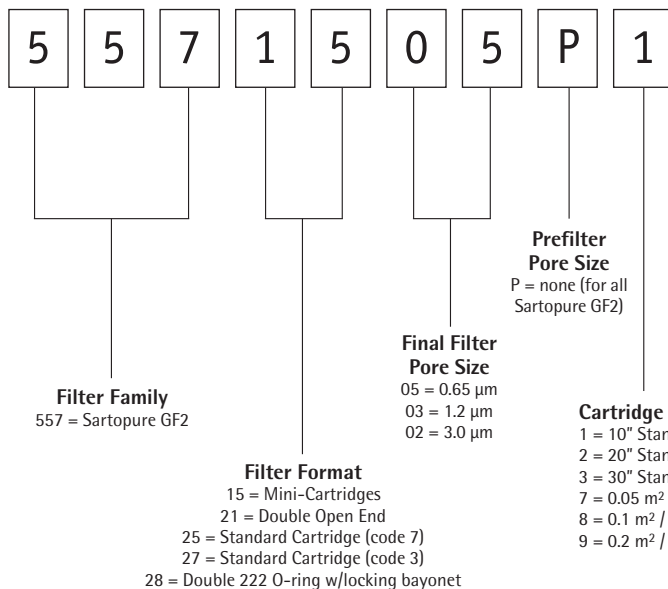 5 5 7 1 5 0 5 P 1
Prefilter
Pore Size
P = none (for all
Sartopure GF2)
Final Filter
Pore Size
05 = 0.65 µm
03 = 1.2 µm
02 = 3.0 µm
Filter Family
557 = Sartopure GF2
Cartridge
1 = 10" Stan
2 = 20" Stan
3 = 30" Stan
7 = 0.05 m²
8 = 0.1 m² /
9 = 0.2 m² /
Filter Format
15 = Mini-Cartridges
21 = Double Open End
25 = Standard Cartridge (code 7)
27 = Standard Cartridge (code 3)
28 = Double 222 O-ring w/locking bayonet